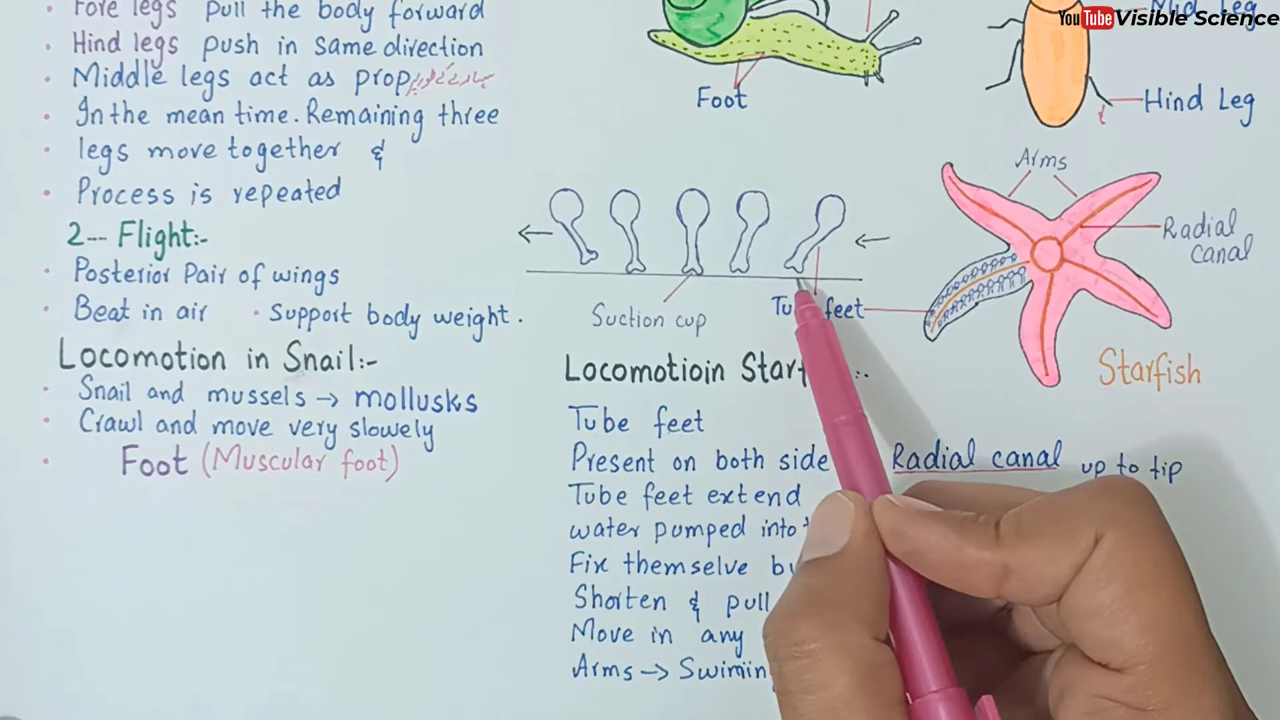 YouTube Visible Science
Fore legs pull the body forward
• Hind legs push in same direction
• Middle legs act as prop
• In the mean time. Remaining three
• legs move together &
• Process is repeated
2-- Flight:-
• Posterior Pair of wings
• Beat in air • Support body weight.
Locomotion in Snail:-
• Snail and mussels → mollusks
• Crawl and move very slowely
• Foot (Muscular foot)
Foot
Mid Leg
Hind Leg
Arms
Radial
canal
Suction cup
feet
Starfish
Locomotioin
Tube feet
Present on both side Radial canal up to tip
Tube feet extend
water pumped into
Fix themselve
Shorten & pull
Move in any
Arms →